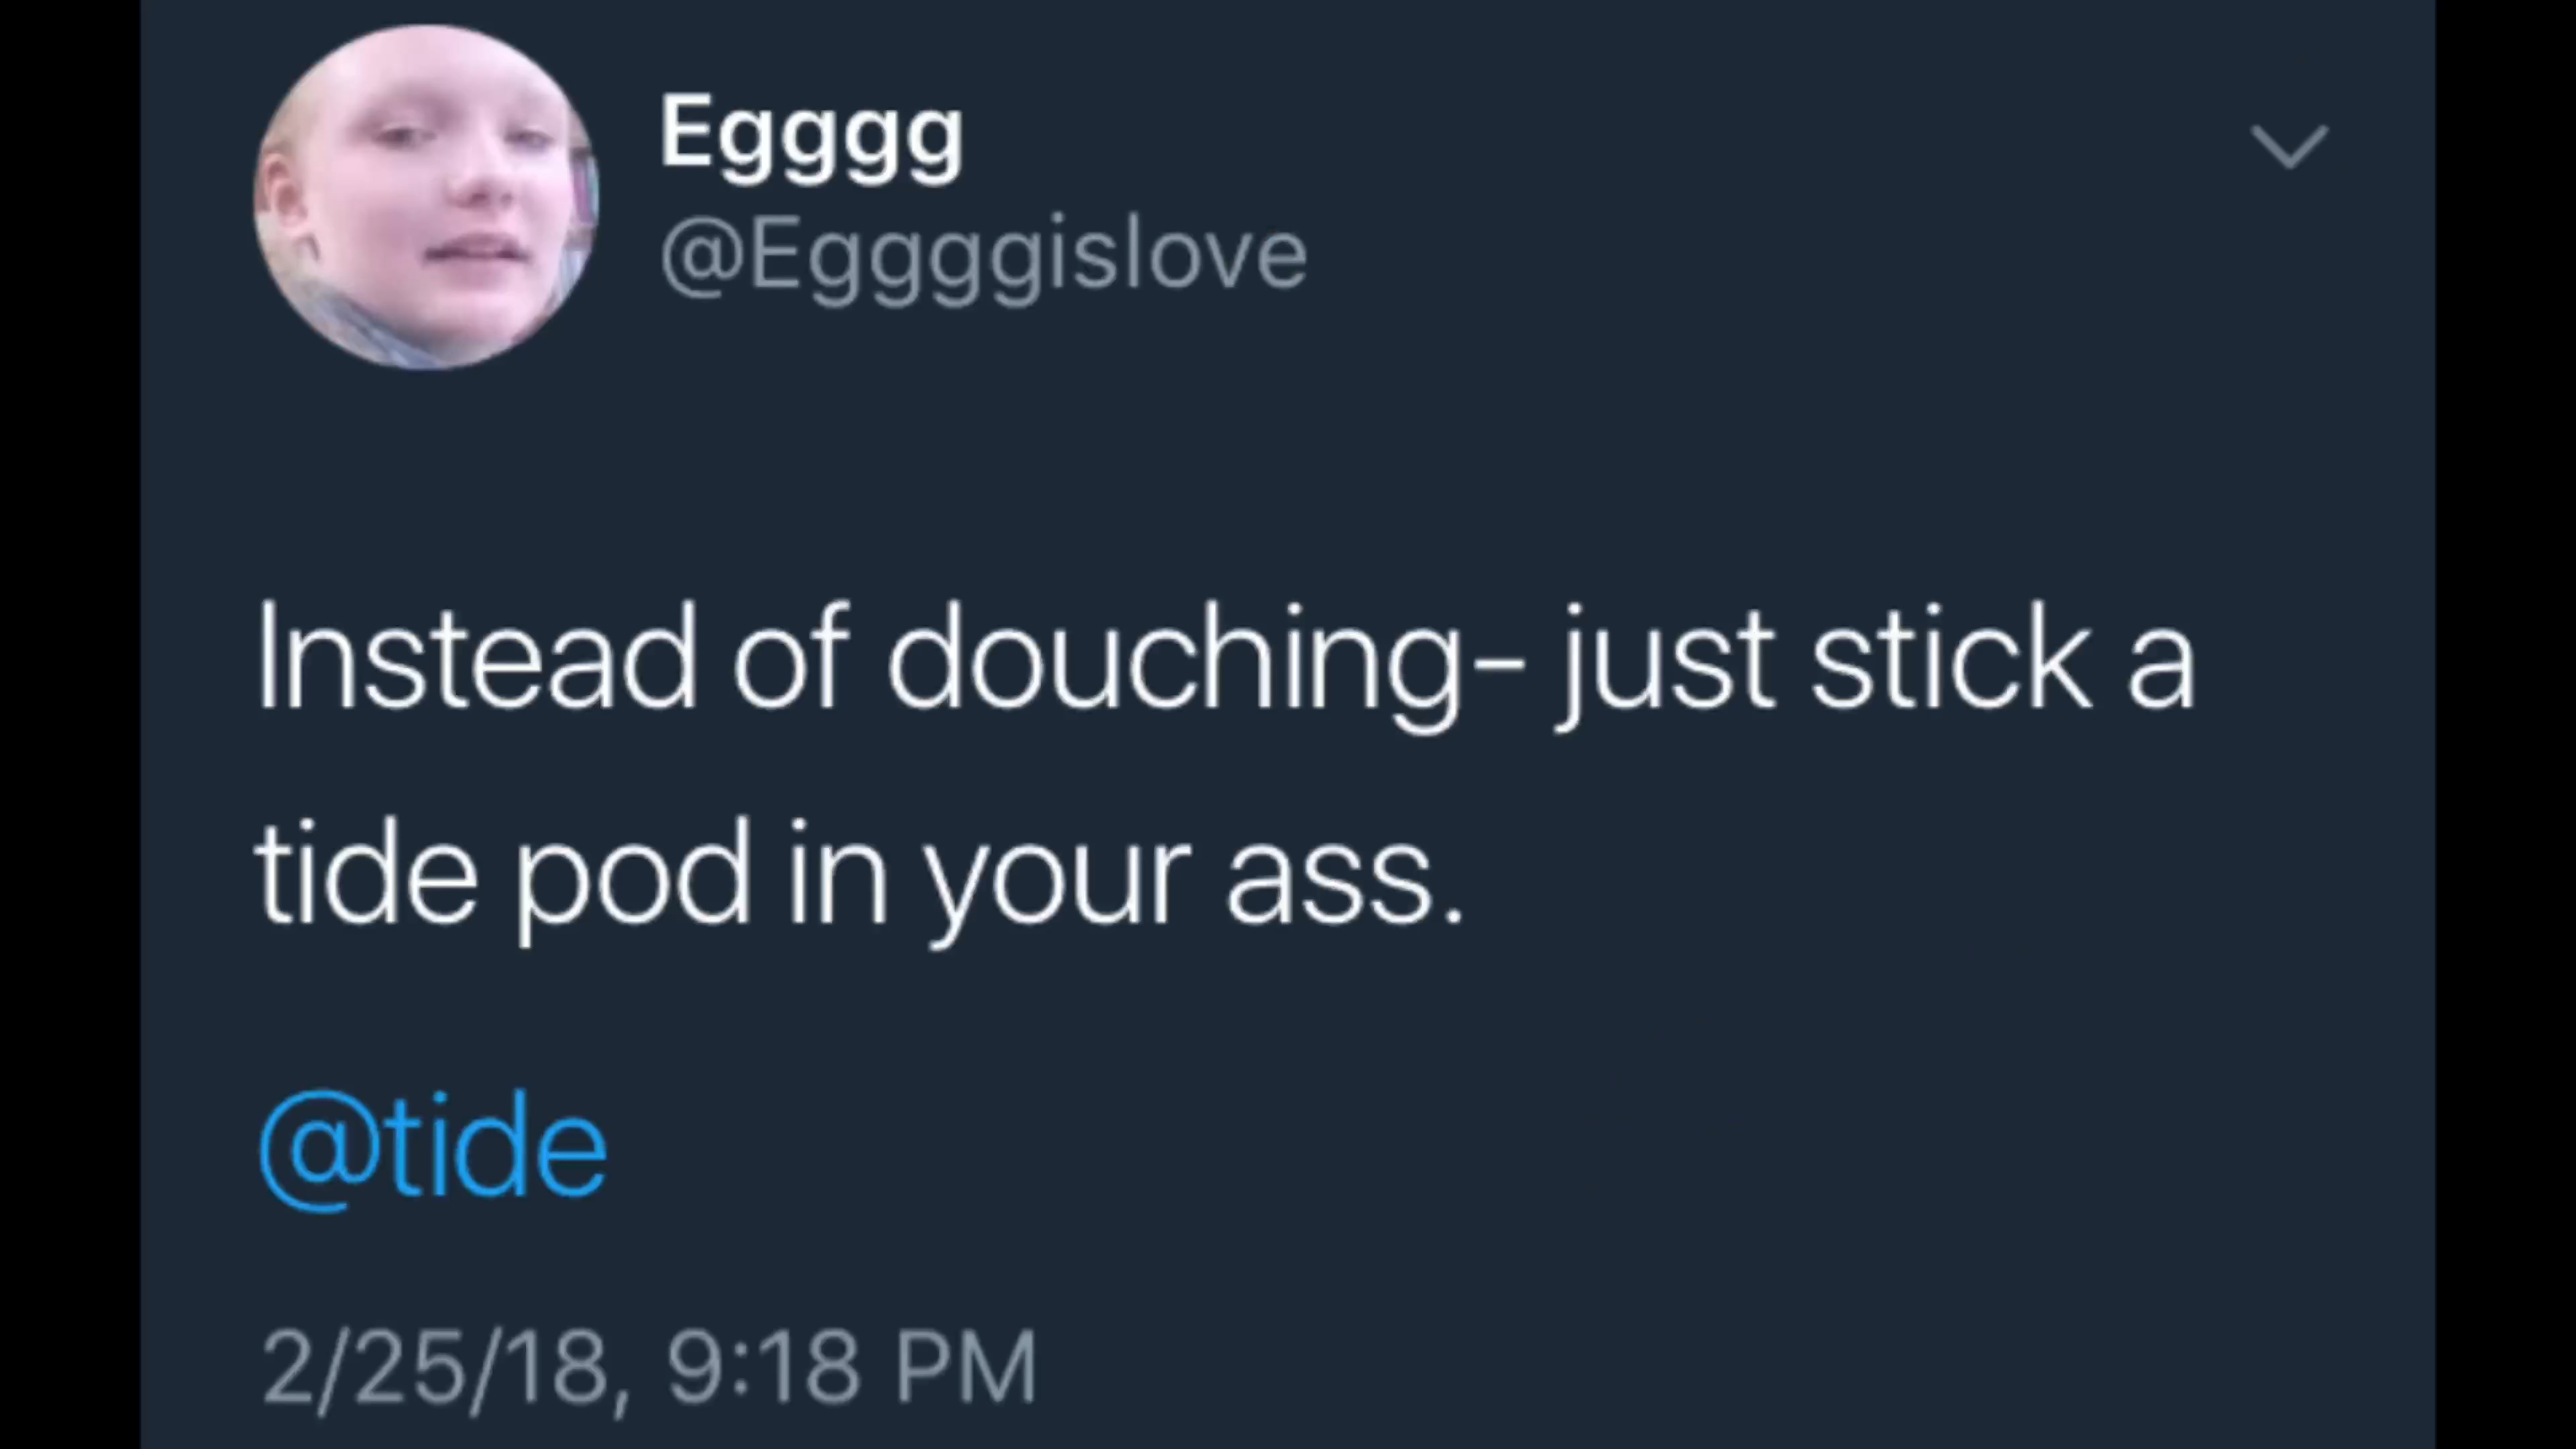 Egggg
@Eggggislove
Instead of douching- just stick a
tide pod in your ass.
@tide
2/25/18, 9:18 PM